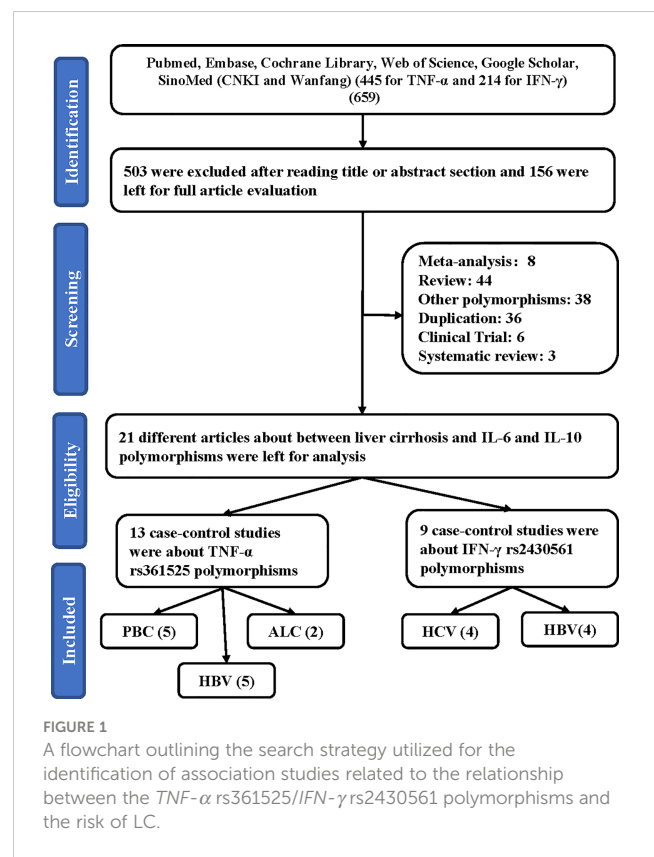 Identification
Pubmed, Embase, Cochrane Library, Web of Science, Google Scholar,
SinoMed (CNKI and Wanfang) (445 for TNF-α and 214 for IFN-γ)
(659)
503 were excluded after reading title or abstract section and 156 were
left for full article evaluation
Screening
Meta-analysis: 8
Review: 44
Other polymorphisms: 38
Duplication: 36
Clinical Trial: 6
Systematic review: 3
Eligibility
21 different articles about between liver cirrhosis and IL-6 and IL-10
polymorphisms were left for analysis
13 case-control studies
were about TNF-α
rs361525 polymorphisms
9 case-control studies were
about IFN-γ rs2430561
polymorphisms
Included
PBC (5)
ALC (2)
HBV (5)
HCV (4)
HBV(4)
FIGURE 1
A flowchart outlining the search strategy utilized for the
identification of association studies related to the relationship
between the TNF-α rs361525/IFN-γ rs2430561 polymorphisms and
the risk of LC.